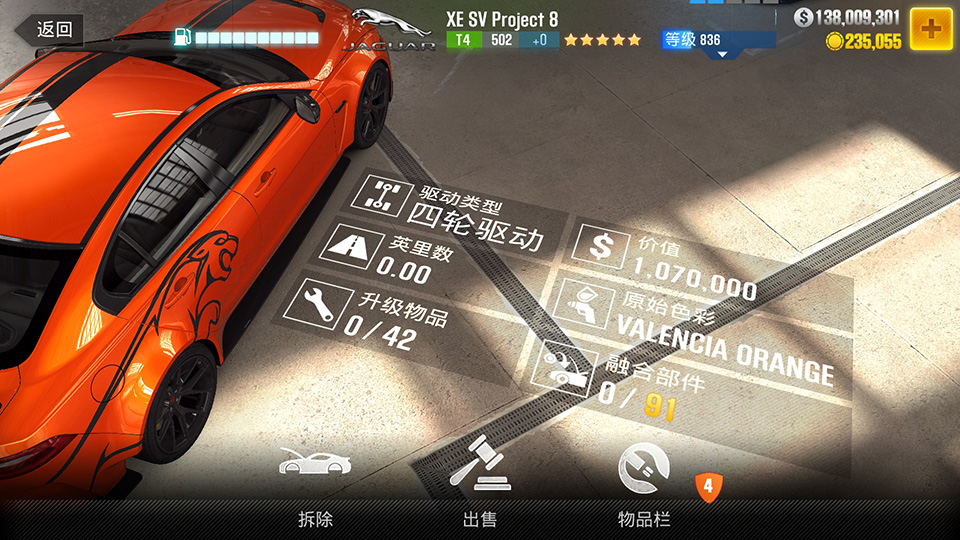 返回
JAGUAR
XE SV Project 8
T4 502 +0
等级 836
138,009,301
235,055
驱动类型
四轮驱动
英里数
0.00
升级物品
0/42
价值
1.070.000
原始色彩
VALENCIA ORANGE
融合部件
0/91
拆除
出售
物品栏
4